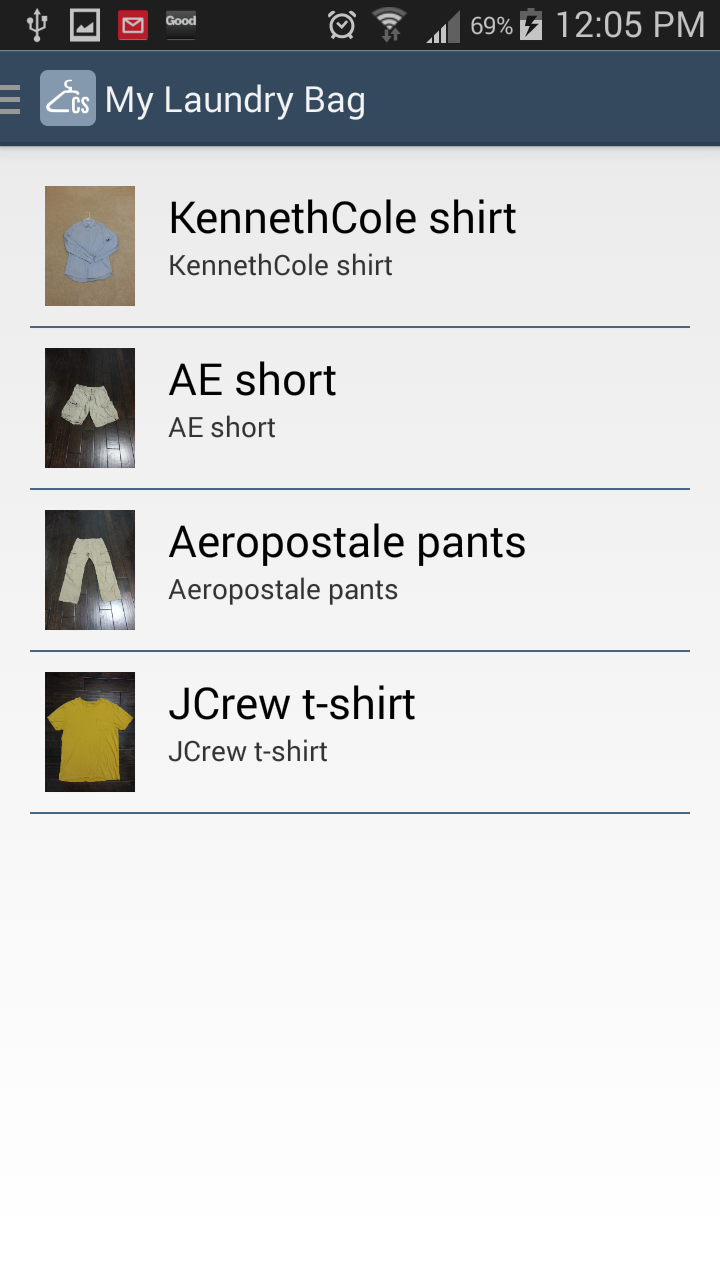 Good
69%
12:05 PM
CS
My Laundry Bag
KennethCole shirt
KennethCole shirt
AE short
AE short
Aeropostale pants
Aeropostale pants
JCrew t-shirt
JCrew t-shirt